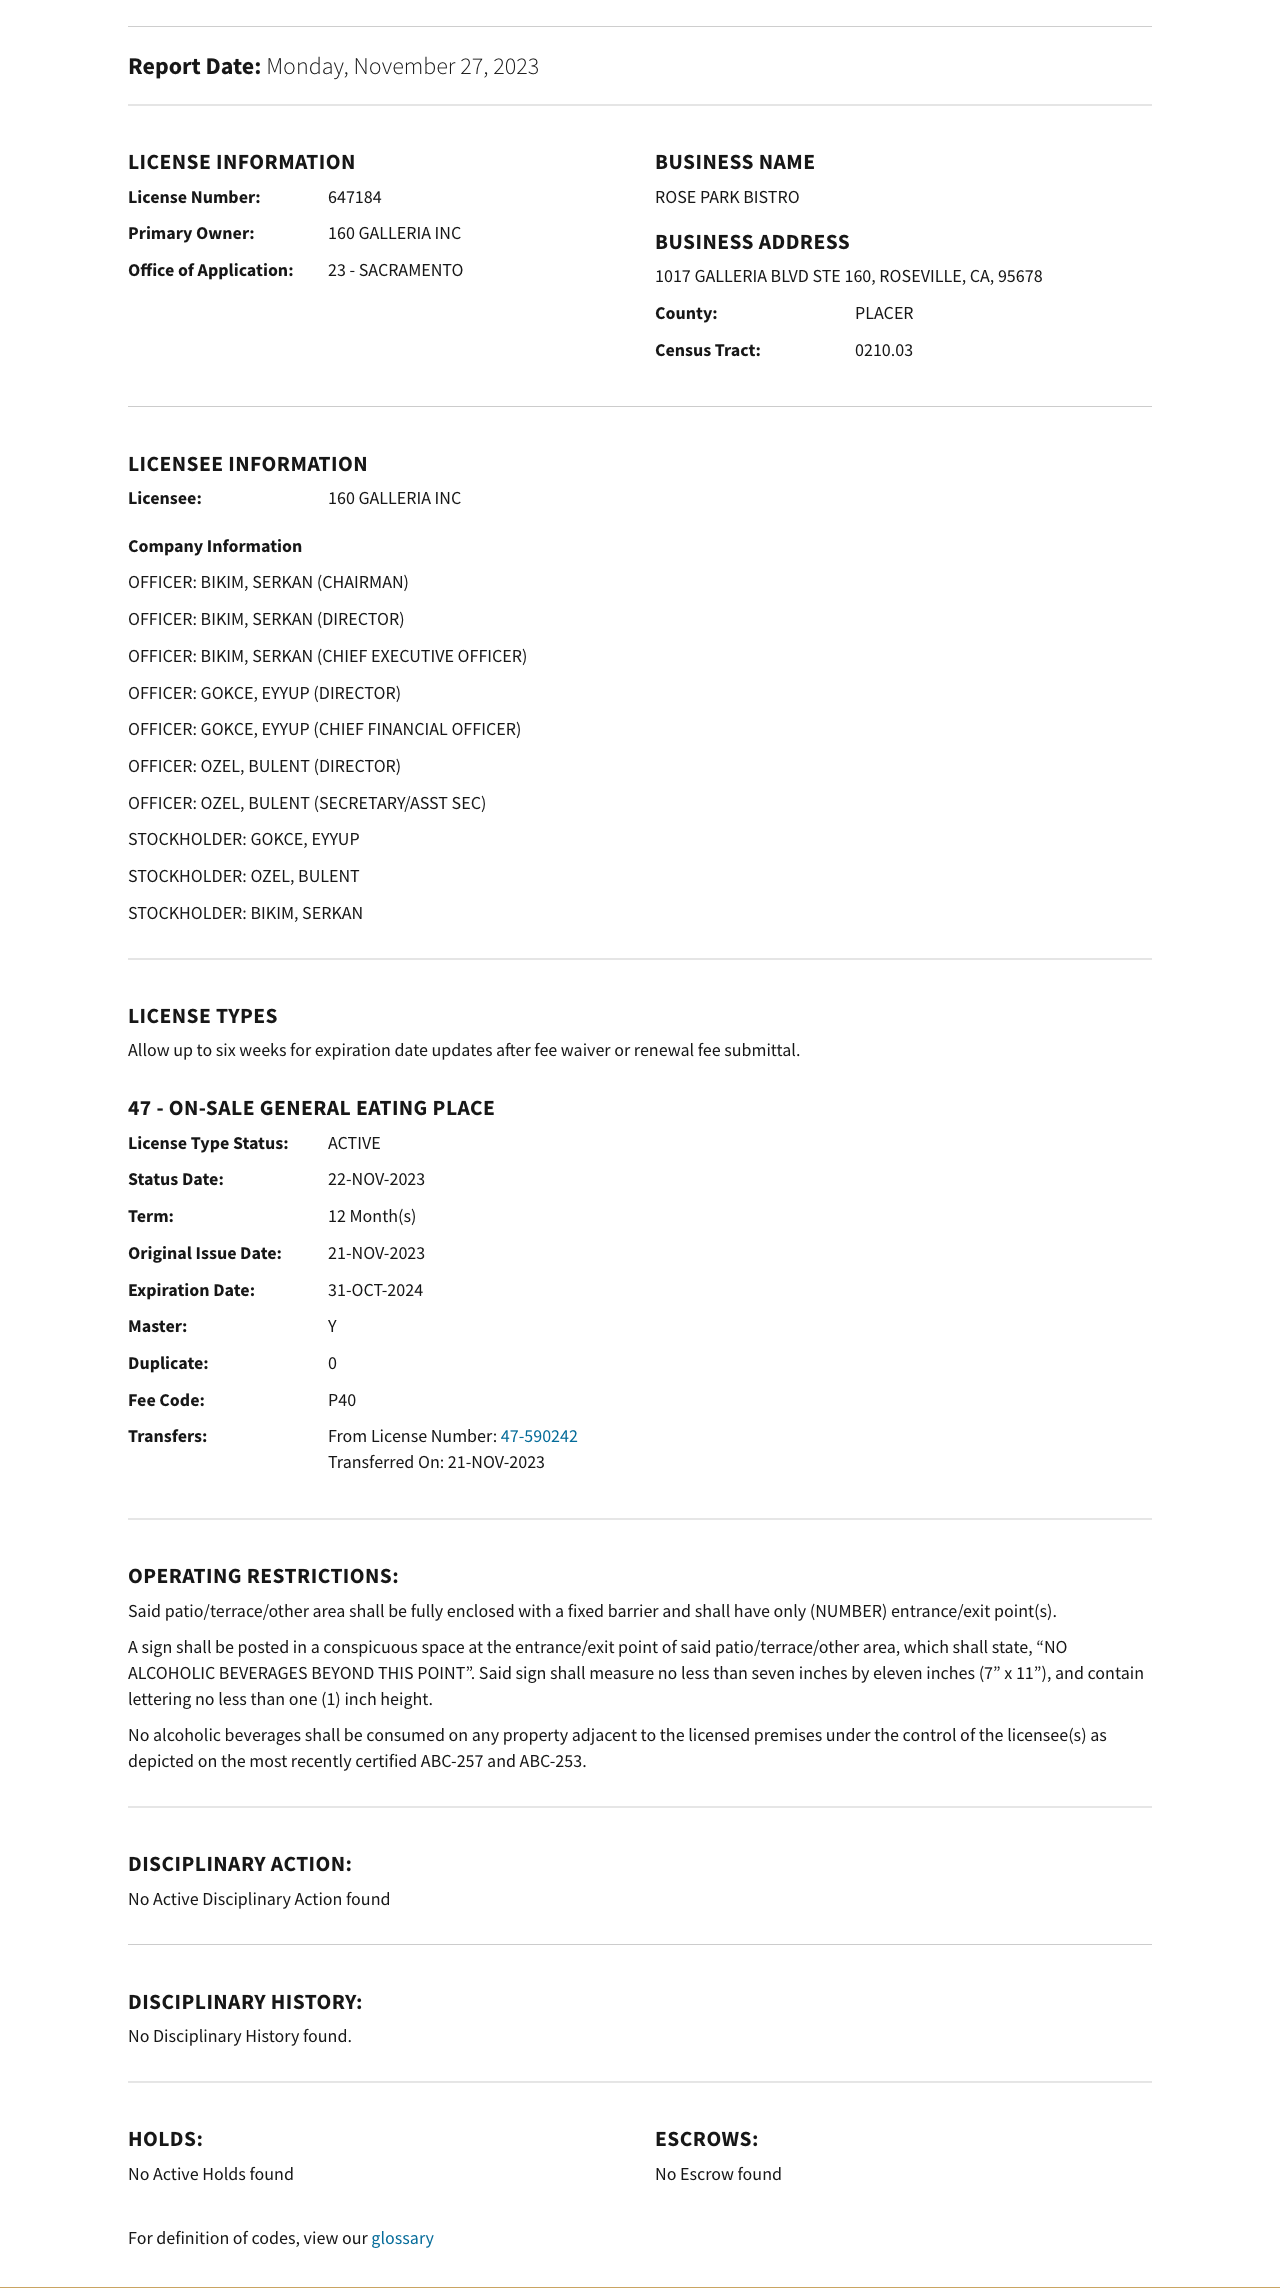 Report Date: Monday, November 27, 2023
LICENSE INFORMATION
License Number: 647184
Primary Owner: 160 GALLERIA INC
Office of Application: 23 - SACRAMENTO
BUSINESS NAME
ROSE PARK BISTRO
BUSINESS ADDRESS
1017 GALLERIA BLVD STE 160, ROSEVILLE, CA, 95678
County: PLACER
Census Tract: 0210.03
LICENSEE INFORMATION
Licensee: 160 GALLERIA INC
Company Information
OFFICER: BIKIM, SERKAN (CHAIRMAN)
OFFICER: BIKIM, SERKAN (DIRECTOR)
OFFICER: BIKIM, SERKAN (CHIEF EXECUTIVE OFFICER)
OFFICER: GOKCE, EYYUP (DIRECTOR)
OFFICER: GOKCE, EYYUP (CHIEF FINANCIAL OFFICER)
OFFICER: OZEL, BULENT (DIRECTOR)
OFFICER: OZEL, BULENT (SECRETARY/ASST SEC)
STOCKHOLDER: GOKCE, EYYUP
STOCKHOLDER: OZEL, BULENT
STOCKHOLDER: BIKIM, SERKAN
LICENSE TYPES
Allow up to six weeks for expiration date updates after fee waiver or renewal fee submittal.
47 - ON-SALE GENERAL EATING PLACE
License Type Status: ACTIVE
Status Date: 22-NOV-2023
Term: 12 Month(s)
Original Issue Date: 21-NOV-2023
Expiration Date: 31-OCT-2024
Master: Y
Duplicate: 0
Fee Code: P40
Transfers: From License Number: 47-590242
Transferred On: 21-NOV-2023
OPERATING RESTRICTIONS:
Said patio/terrace/other area shall be fully enclosed with a fixed barrier and shall have only (NUMBER) entrance/exit point(s).
A sign shall be posted in a conspicuous space at the entrance/exit point of said patio/terrace/other area, which shall state, “NO
ALCOHOLIC BEVERAGES BEYOND THIS POINT”. Said sign shall measure no less than seven inches by eleven inches (7” x 11”), and contain
lettering no less than one (1) inch height.
No alcoholic beverages shall be consumed on any property adjacent to the licensed premises under the control of the licensee(s) as
depicted on the most recently certified ABC-257 and ABC-253.
DISCIPLINARY ACTION:
No Active Disciplinary Action found
DISCIPLINARY HISTORY:
No Disciplinary History found.
HOLDS:
No Active Holds found
ESCROWS:
No Escrow found
For definition of codes, view our glossary